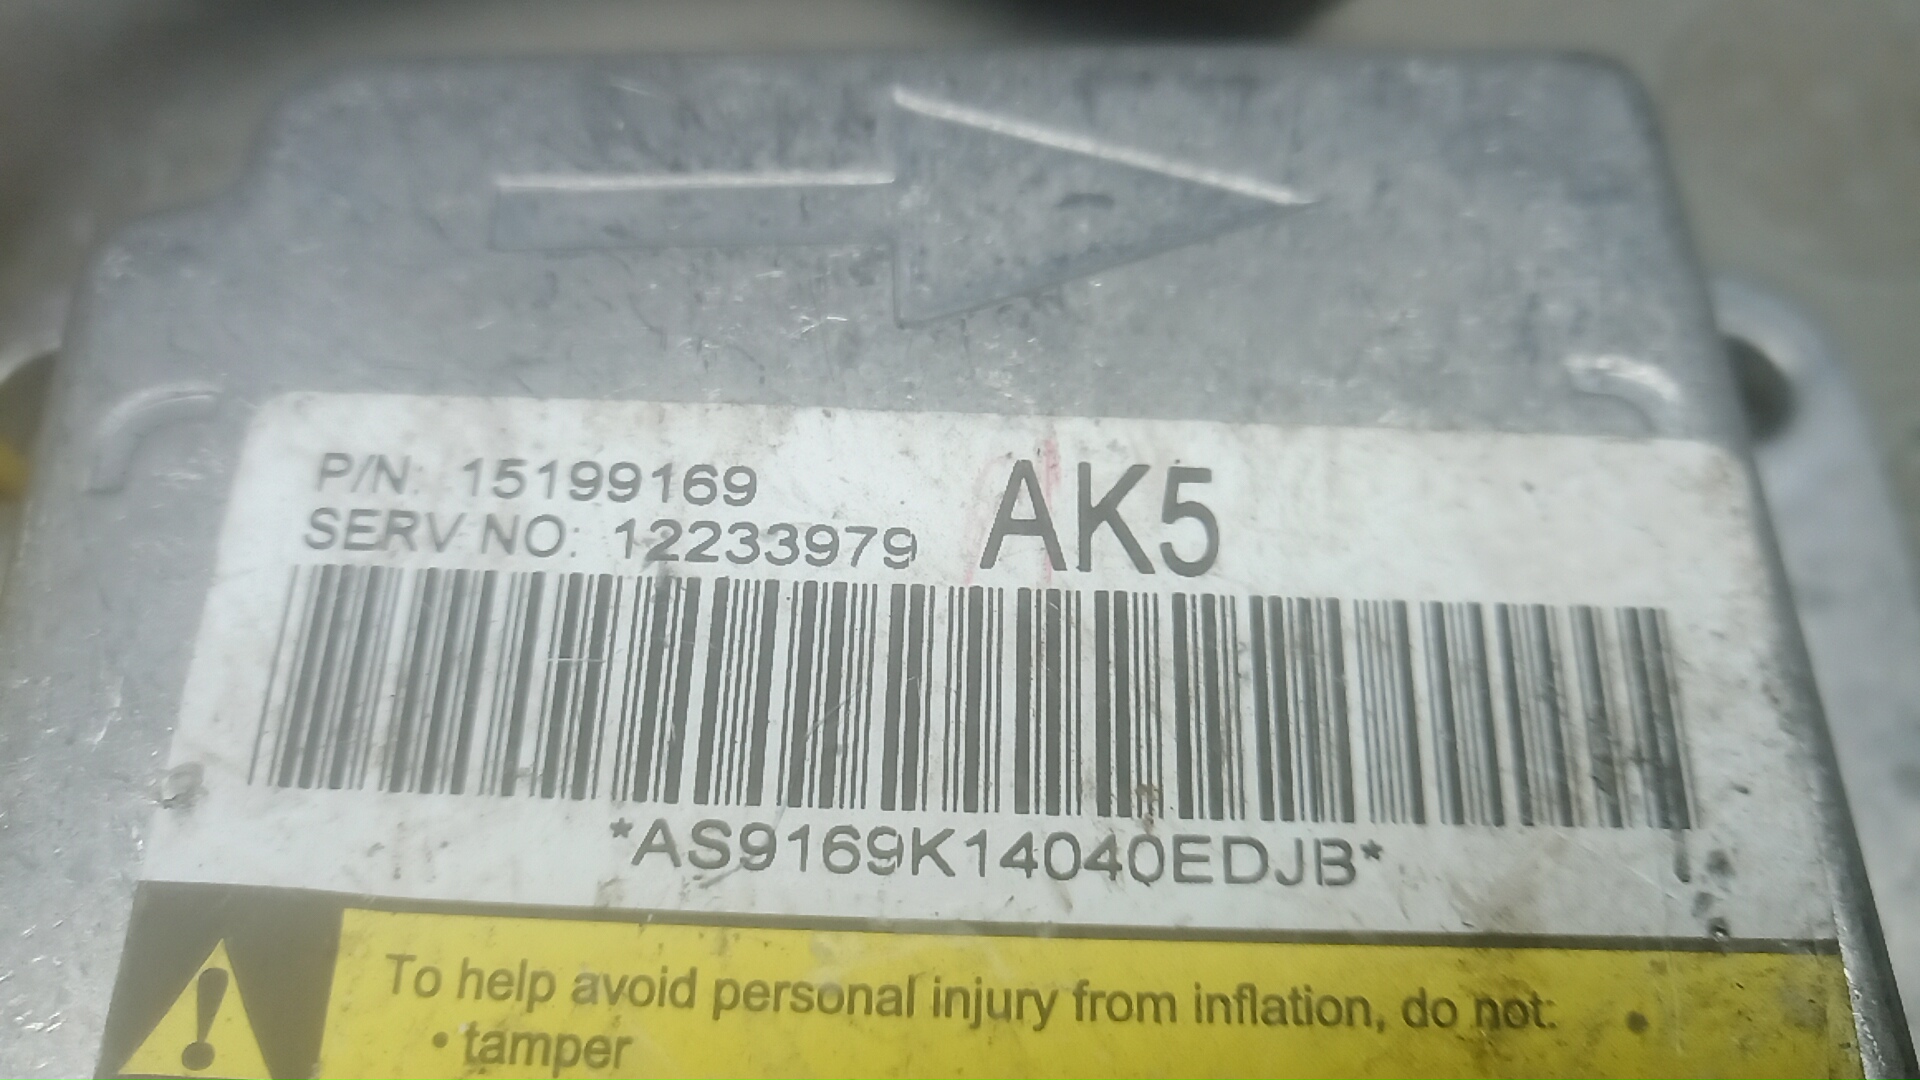 P/N: 15199169
SERV NO: 12233979
AK5
*AS9169K14040EDJB*
To help avoid personal injury from inflation, do not:
• tamper
•